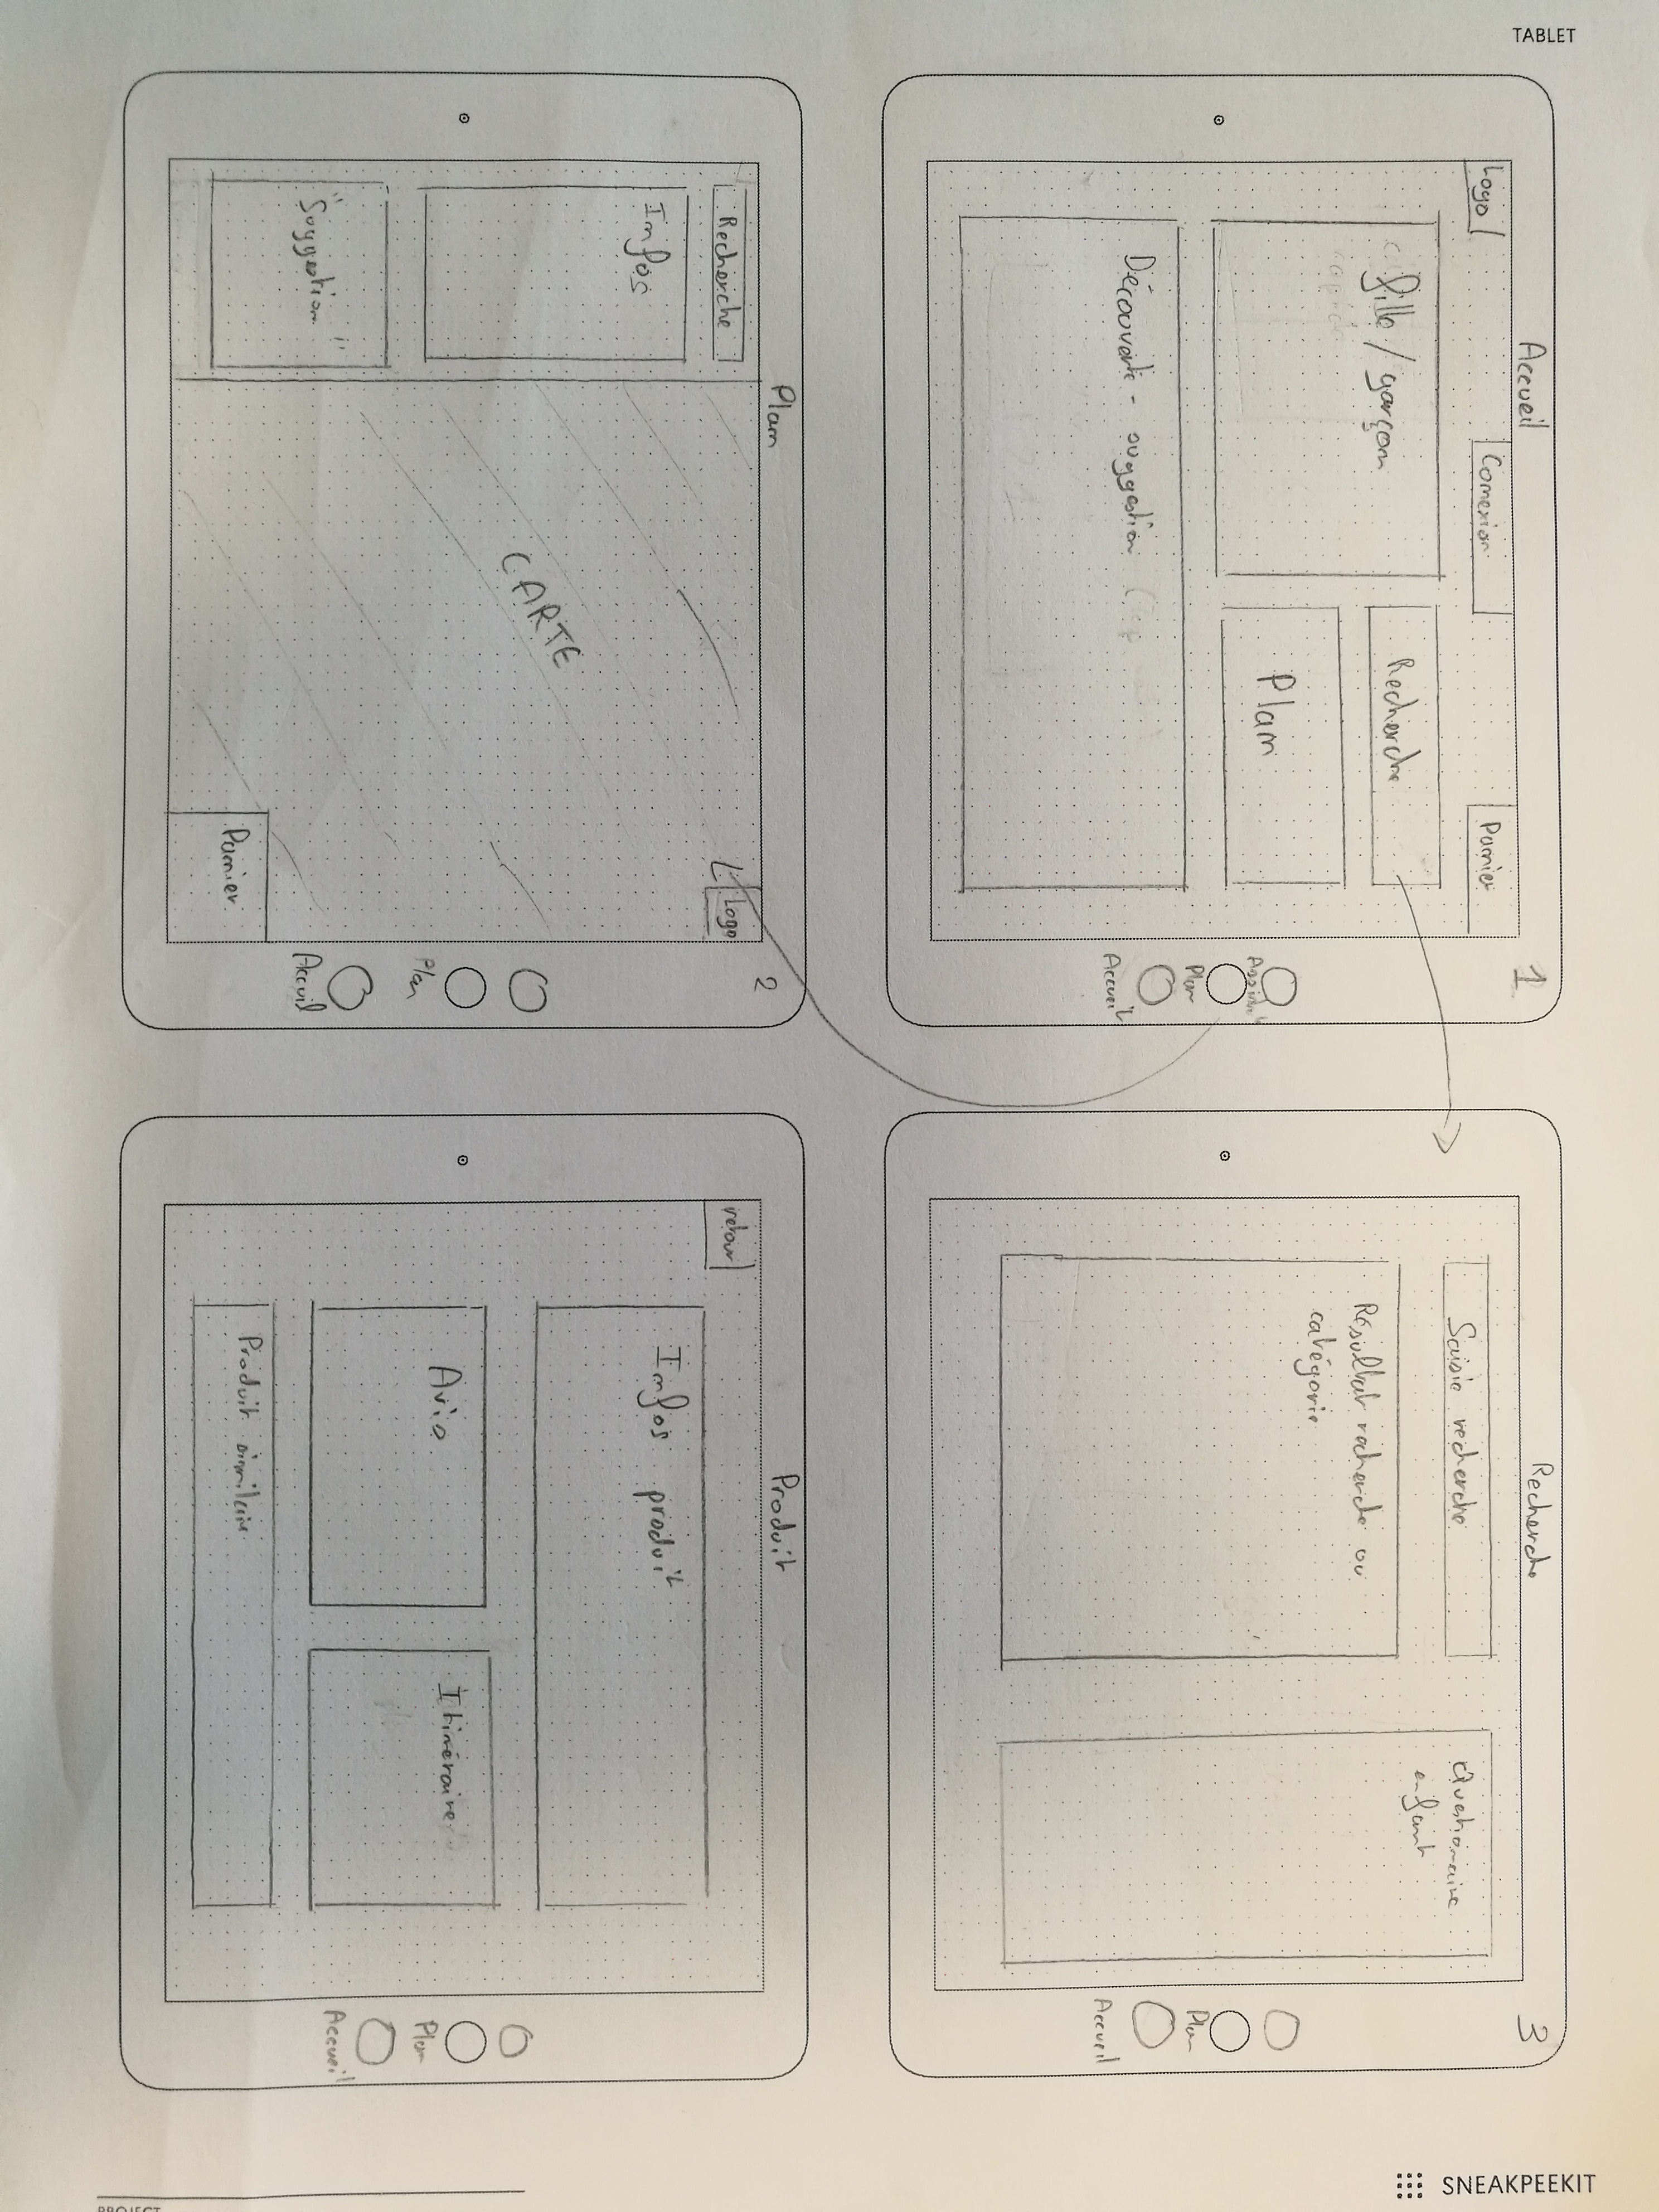 TABLET
Accueil
1
Logo
Connexion
Panier
fille / garçon
Recherche
Plan
Découverte - suggestion
Plan
Accueil
Recherche
3
Saisie recherche
Résultat recherche ou
catégorie
Questionnaire
enfant
Plan
Accueil
Plan
2
Recherche
Logo
Infos
CARTE
"Suggestion"
Panier
Plan
Accueil
Produit
retour
Infos produit
Avis
Itinéraire
Produit similaire
Plan
Accueil
SNEAKPEEKIT
PROJECT